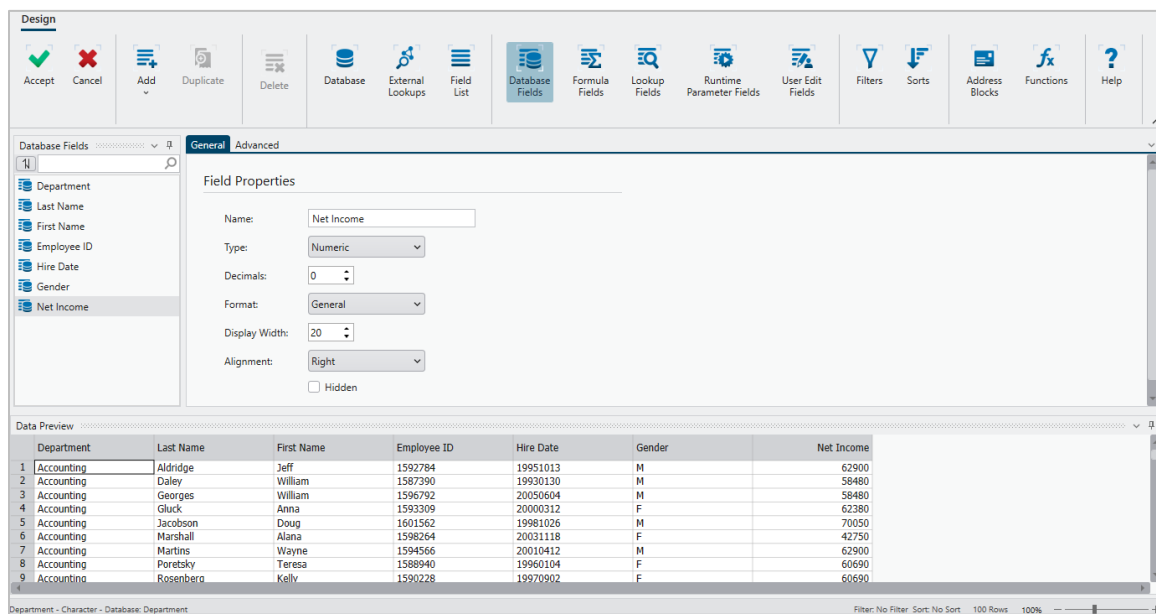 Design
Accept Cancel Add Duplicate Delete Database External Lookups Field List Database Fields Formula Fields Lookup Fields Runtime Parameter Fields User Edit Fields Filters Sorts Address Blocks Functions Help
Database Fields
General Advanced
Department
Last Name
First Name
Employee ID
Hire Date
Gender
Net Income
Field Properties
Name: Net Income
Type: Numeric
Decimals: 0
Format: General
Display Width: 20
Alignment: Right
Hidden
Data Preview
Department Last Name First Name Employee ID Hire Date Gender Net Income
1 Accounting Aldridge Jeff 1592784 19951013 M 62900
2 Accounting Daley William 1587390 19930130 M 58480
3 Accounting Georges William 1596792 20050604 M 58480
4 Accounting Gluck Anna 1593309 20000312 F 62380
5 Accounting Jacobson Doug 1601562 19981026 M 70050
6 Accounting Marshall Alana 1598264 20031118 F 42750
7 Accounting Martins Wayne 1594566 20010412 M 62900
8 Accounting Poretsky Teresa 1588940 19960104 F 60690
9 Accounting Rosenberg Kelly 1590228 19970902 F 60690
Department - Character - Database: Department Filter: No Filter Sort: No Sort 100 Rows 100%